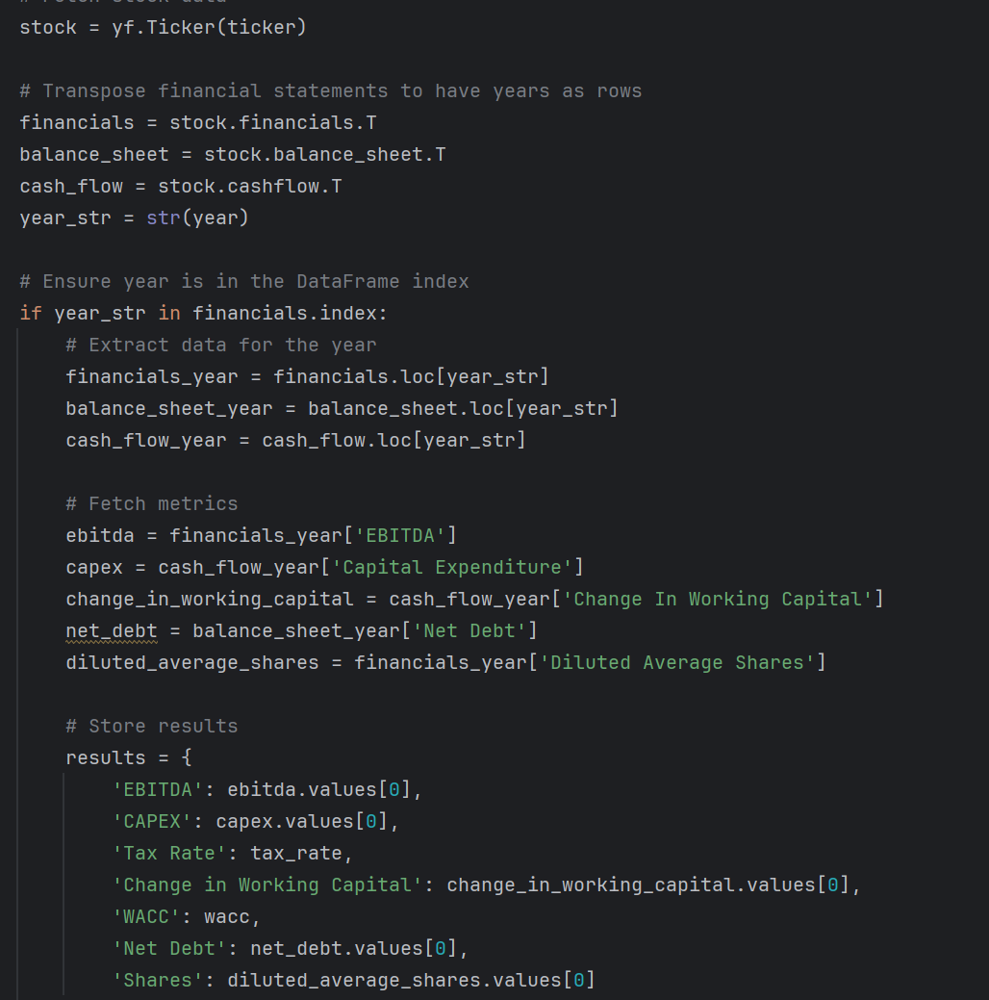 # Fetch stock data
stock = yf.Ticker(ticker)
# Transpose financial statements to have years as rows
financials = stock.financials.T
balance_sheet = stock.balance_sheet.T
cash_flow = stock.cashflow.T
year_str = str(year)
# Ensure year is in the DataFrame index
if year_str in financials.index:
# Extract data for the year
financials_year = financials.loc[year_str]
balance_sheet_year = balance_sheet.loc[year_str]
cash_flow_year = cash_flow.loc[year_str]
# Fetch metrics
ebitda = financials_year['EBITDA']
capex = cash_flow_year['Capital Expenditure']
change_in_working_capital = cash_flow_year['Change In Working Capital']
net_debt = balance_sheet_year['Net Debt']
diluted_average_shares = financials_year['Diluted Average Shares']
# Store results
results = {
'EBITDA': ebitda.values[0],
'CAPEX': capex.values[0],
'Tax Rate': tax_rate,
'Change in Working Capital': change_in_working_capital.values[0],
'WACC': wacc,
'Net Debt': net_debt.values[0],
'Shares': diluted_average_shares.values[0]